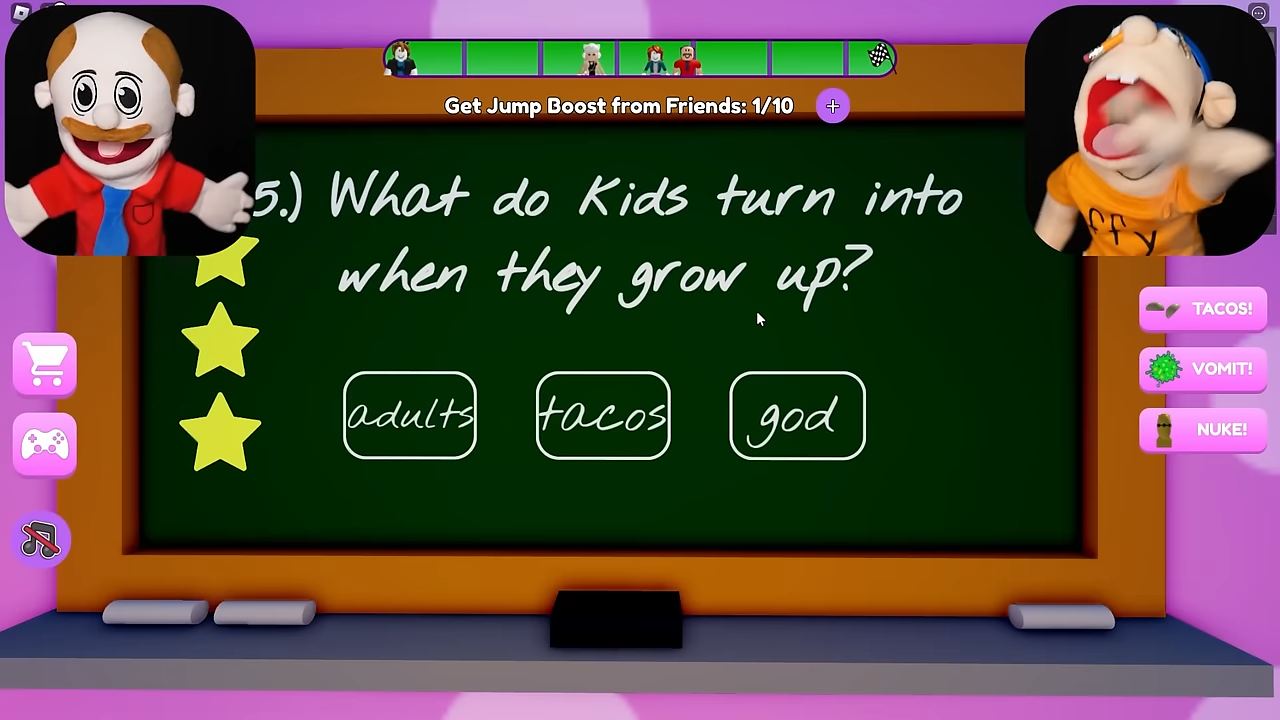 Get Jump Boost from Friends: 1/10
+
5.) What do Kids turn into
when they grow up?
adults
tacos
god
TACOS!
VOMIT!
NUKE!
ffy